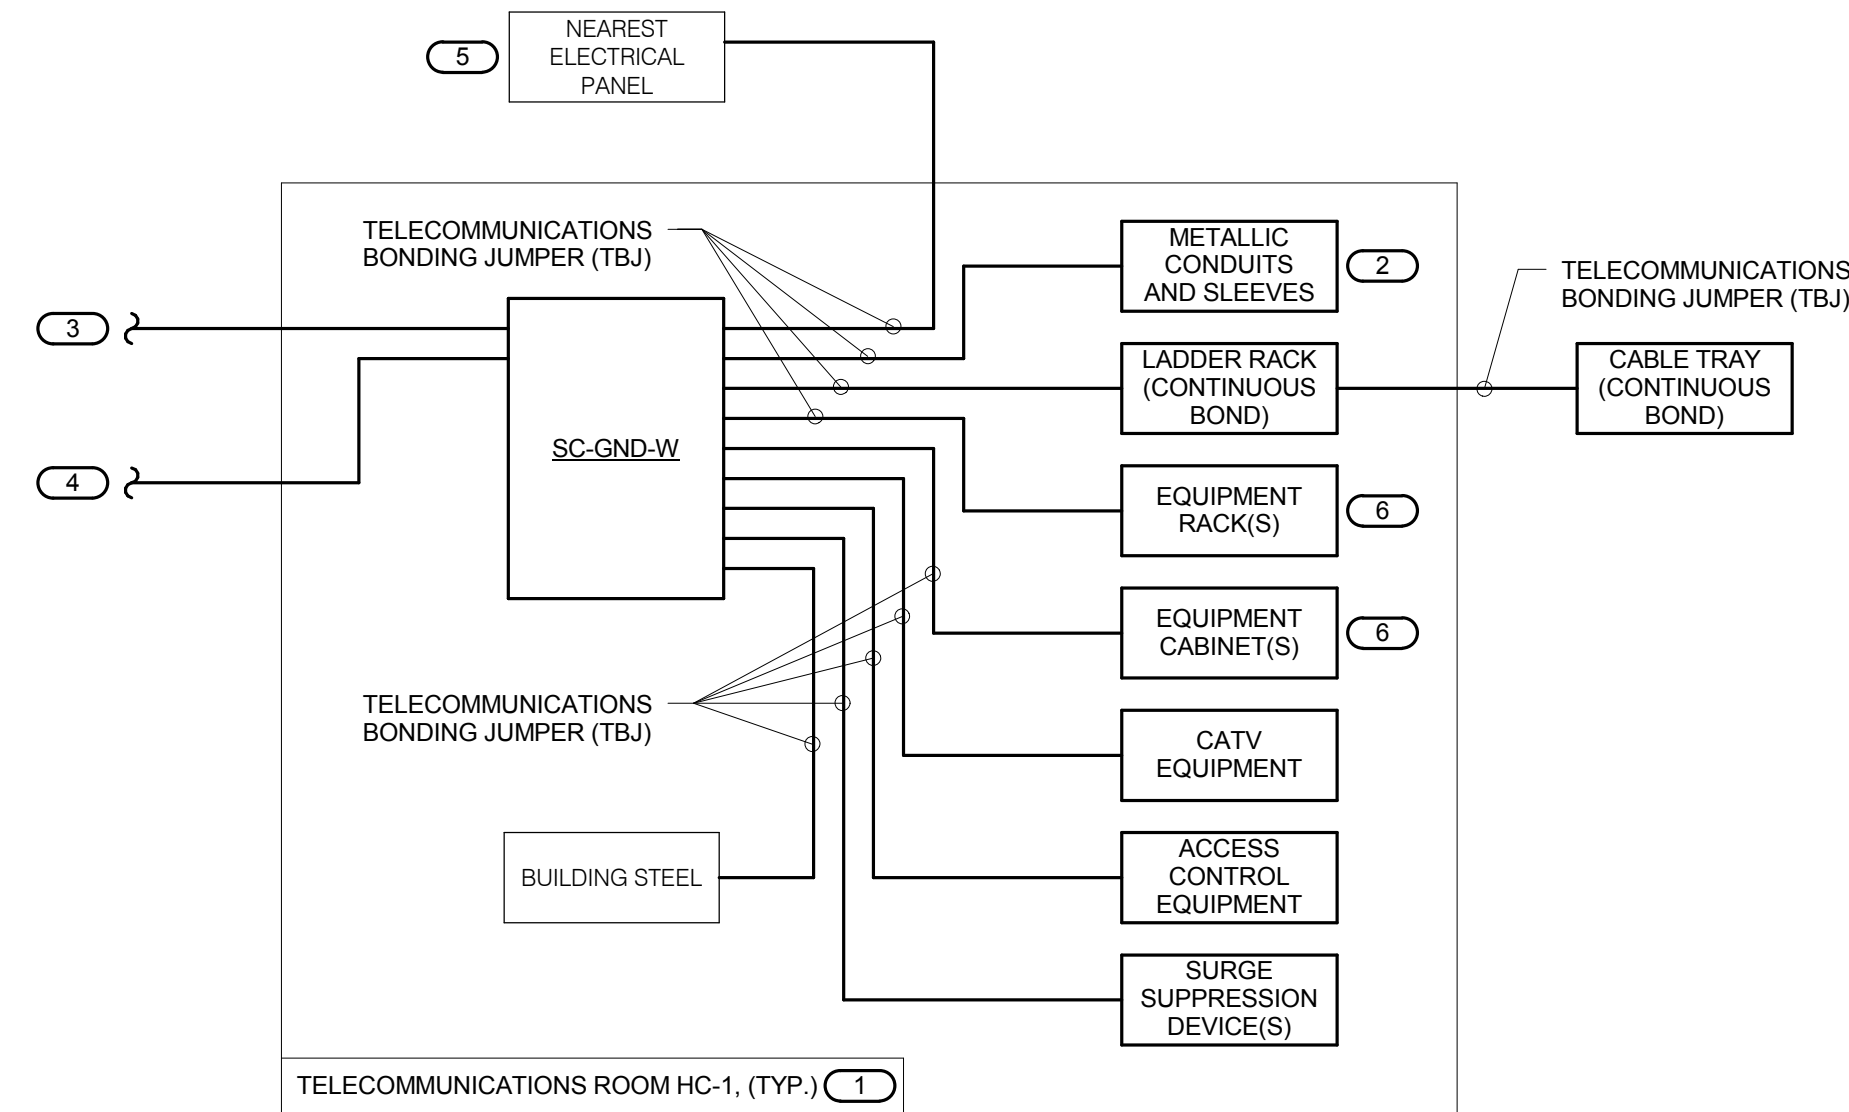 5
NEAREST
ELECTRICAL
PANEL
TELECOMMUNICATIONS
BONDING JUMPER (TBJ)
METALLIC
CONDUITS
AND SLEEVES
2
TELECOMMUNICATIONS
BONDING JUMPER (TBJ)
3
LADDER RACK
(CONTINUOUS
BOND)
CABLE TRAY
(CONTINUOUS
BOND)
SC-GND-W
4
EQUIPMENT
RACK(S)
6
EQUIPMENT
CABINET(S)
6
TELECOMMUNICATIONS
BONDING JUMPER (TBJ)
CATV
EQUIPMENT
BUILDING STEEL
ACCESS
CONTROL
EQUIPMENT
SURGE
SUPPRESSION
DEVICE(S)
TELECOMMUNICATIONS ROOM HC-1, (TYP.) 1